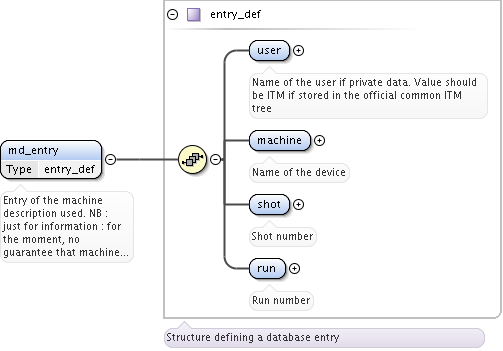 entry_def
user
Name of the user if private data. Value should
be ITM if stored in the official common ITM
tree
md_entry
Type entry_def
machine
Name of the device
Entry of the machine
description used. NB :
just for information : for
the moment, no
guarantee that machine...
shot
Shot number
run
Run number
Structure defining a database entry